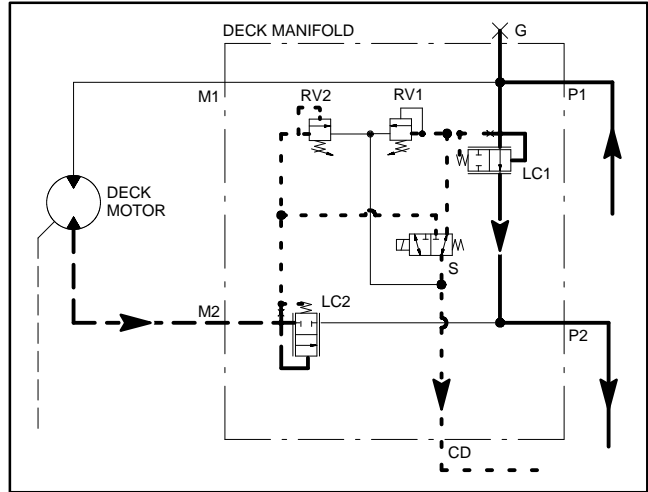 DECK MANIFOLD
G
M1
RV2
RV1
P1
LC1
DECK
MOTOR
S
LC2
M2
P2
CD